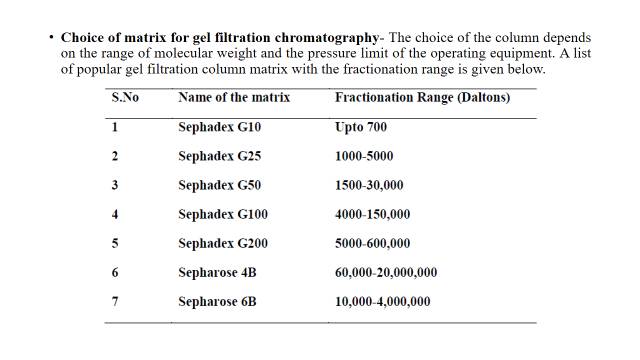 • Choice of matrix for gel filtration chromatography- The choice of the column depends
on the range of molecular weight and the pressure limit of the operating equipment. A list
of popular gel filtration column matrix with the fractionation range is given below.
S.No Name of the matrix Fractionation Range (Daltons)
1 Sephadex G10 Upto 700
2 Sephadex G25 1000-5000
3 Sephadex G50 1500-30,000
4 Sephadex G100 4000-150,000
5 Sephadex G200 5000-600,000
6 Sepharose 4B 60,000-20,000,000
7 Sepharose 6B 10,000-4,000,000